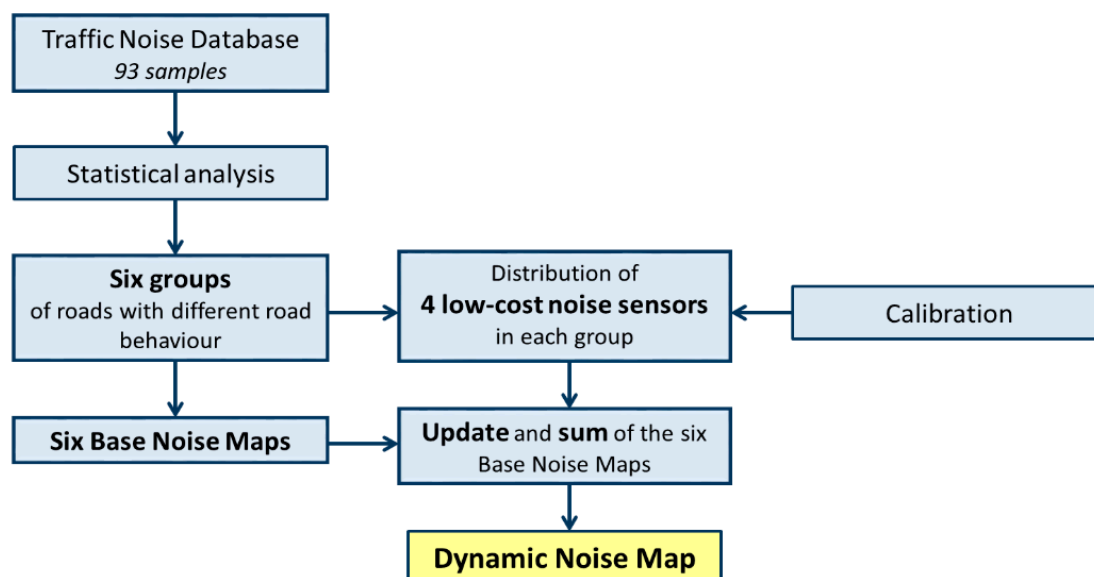 Traffic Noise Database
93 samples
Statistical analysis
Six groups
of roads with different road
behaviour
Distribution of
4 low-cost noise sensors
in each group
Calibration
Six Base Noise Maps
Update and sum of the six
Base Noise Maps
Dynamic Noise Map